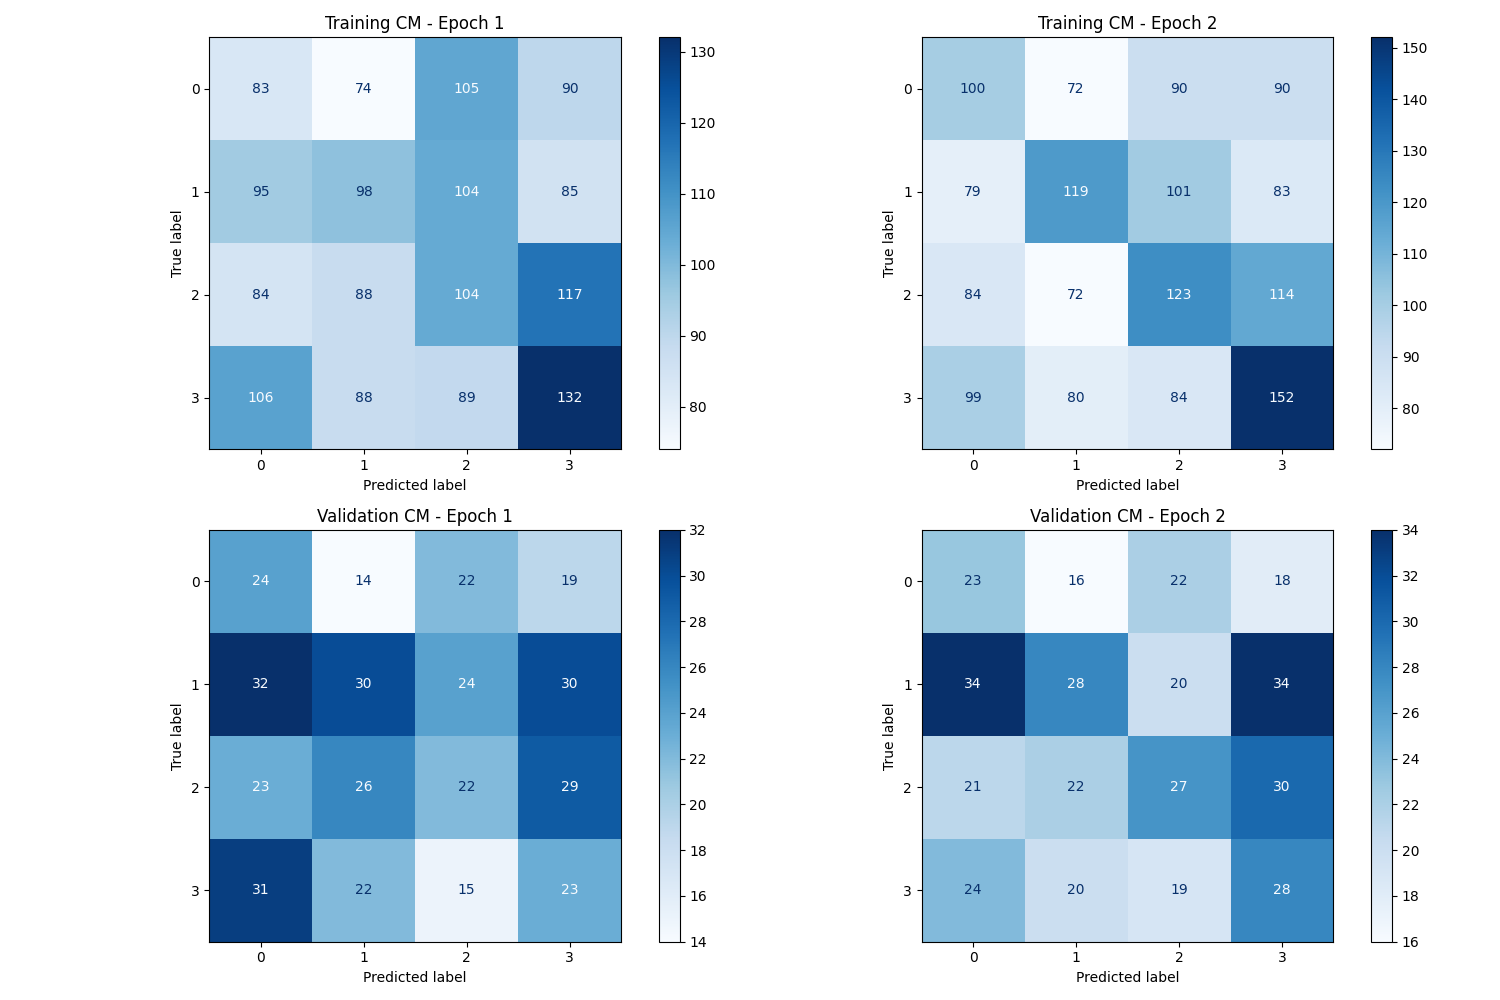 Training CM - Epoch 1
0 83 74 105 90
1 95 98 104 85
2 84 88 104 117
3 106 88 89 132
0 1 2 3
Predicted label
True label
130
120
110
100
90
80
Training CM - Epoch 2
0 100 72 90 90
1 79 119 101 83
2 84 72 123 114
3 99 80 84 152
0 1 2 3
Predicted label
True label
150
140
130
120
110
100
90
80
Validation CM - Epoch 1
0 24 14 22 19
1 32 30 24 30
2 23 26 22 29
3 31 22 15 23
0 1 2 3
Predicted label
True label
32
30
28
26
24
22
20
18
16
14
Validation CM - Epoch 2
0 23 16 22 18
1 34 28 20 34
2 21 22 27 30
3 24 20 19 28
0 1 2 3
Predicted label
True label
34
32
30
28
26
24
22
20
18
16